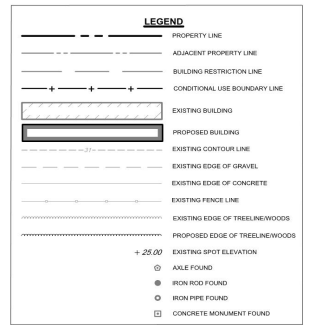 LEGEND
PROPERTY LINE
ADJACENT PROPERTY LINE
BUILDING RESTRICTION LINE
CONDITIONAL USE BOUNDARY LINE
EXISTING BUILDING
PROPOSED BUILDING
31 EXISTING CONTOUR LINE
EXISTING EDGE OF GRAVEL
EXISTING EDGE OF CONCRETE
EXISTING FENCE LINE
EXISTING EDGE OF TREELINE/WOODS
PROPOSED EDGE OF TREELINE/WOODS
+ 25.00 EXISTING SPOT ELEVATION
AXLE FOUND
IRON ROD FOUND
IRON PIPE FOUND
CONCRETE MONUMENT FOUND